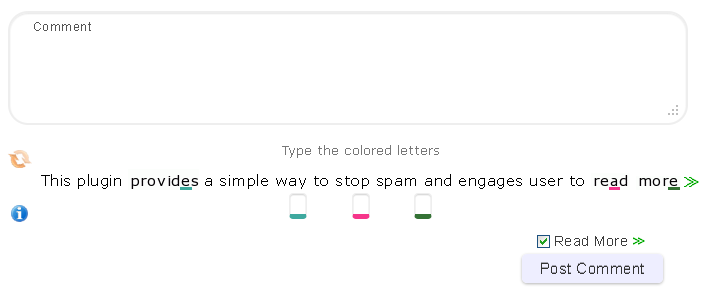 Comment
Type the colored letters
This plugin provides a simple way to stop spam and engages user to read more
Read More
Post Comment